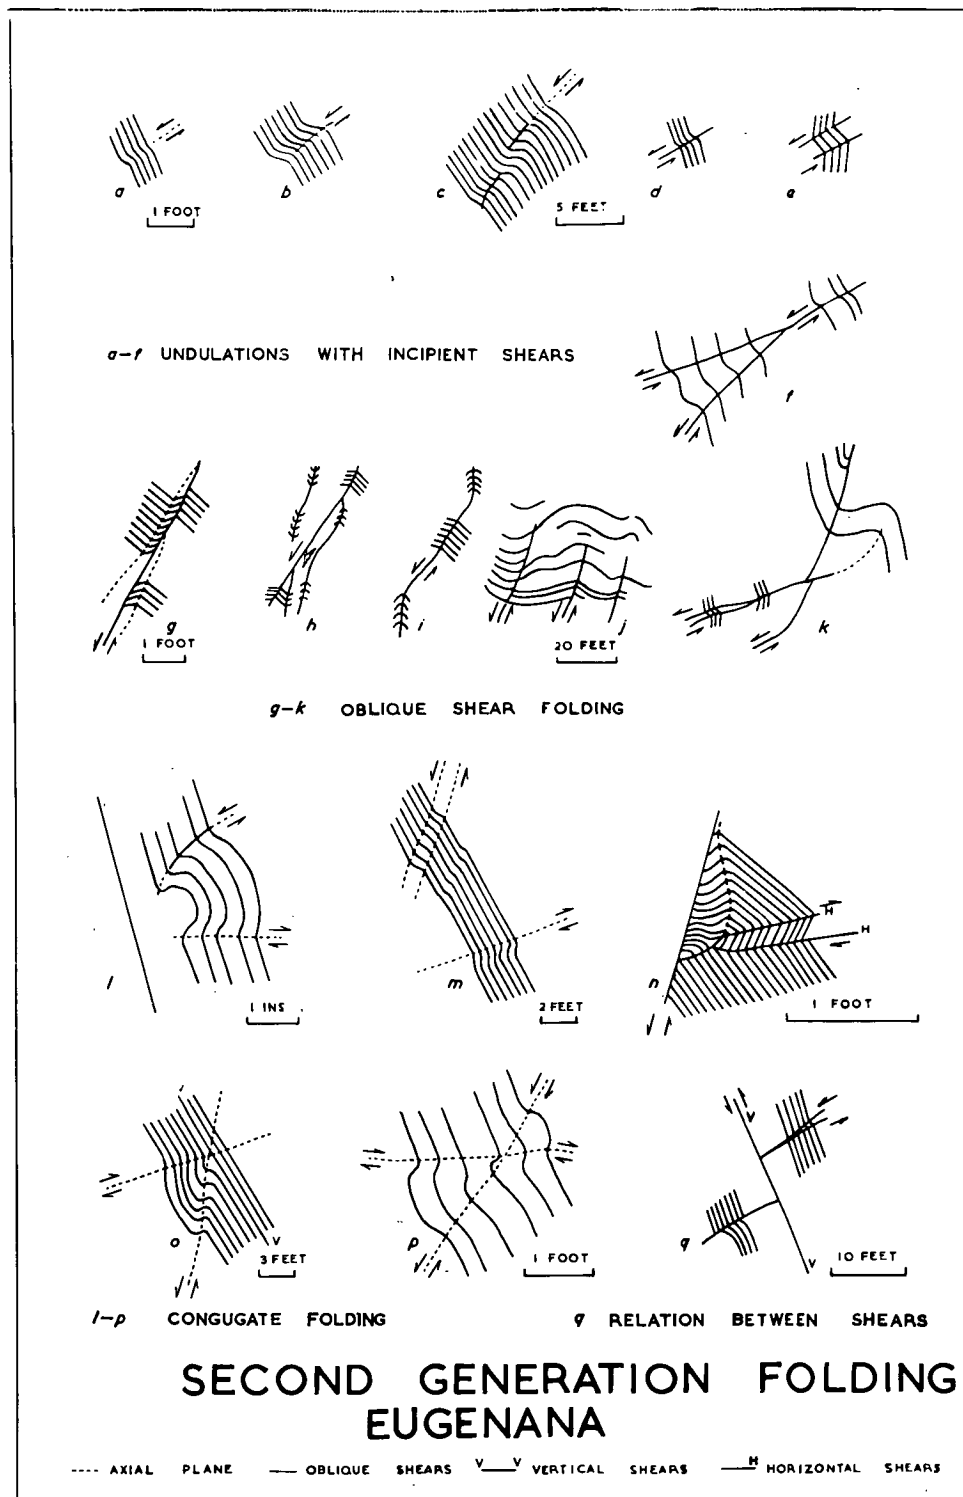 a b c d e
1 FOOT 5 FEET
a-f UNDULATIONS WITH INCIPIENT SHEARS
f
g h i j k
1 FOOT 20 FEET
g-k OBLIQUE SHEAR FOLDING
l m n
H
H
1 INS 2 FEET 1 FOOT
V
o p q
V V
3 FEET 1 FOOT 10 FEET
l-p CONGUGATE FOLDING q RELATION BETWEEN SHEARS
SECOND GENERATION FOLDING
EUGENANA
AXIAL PLANE OBLIQUE SHEARS V V VERTICAL SHEARS H HORIZONTAL SHEARS